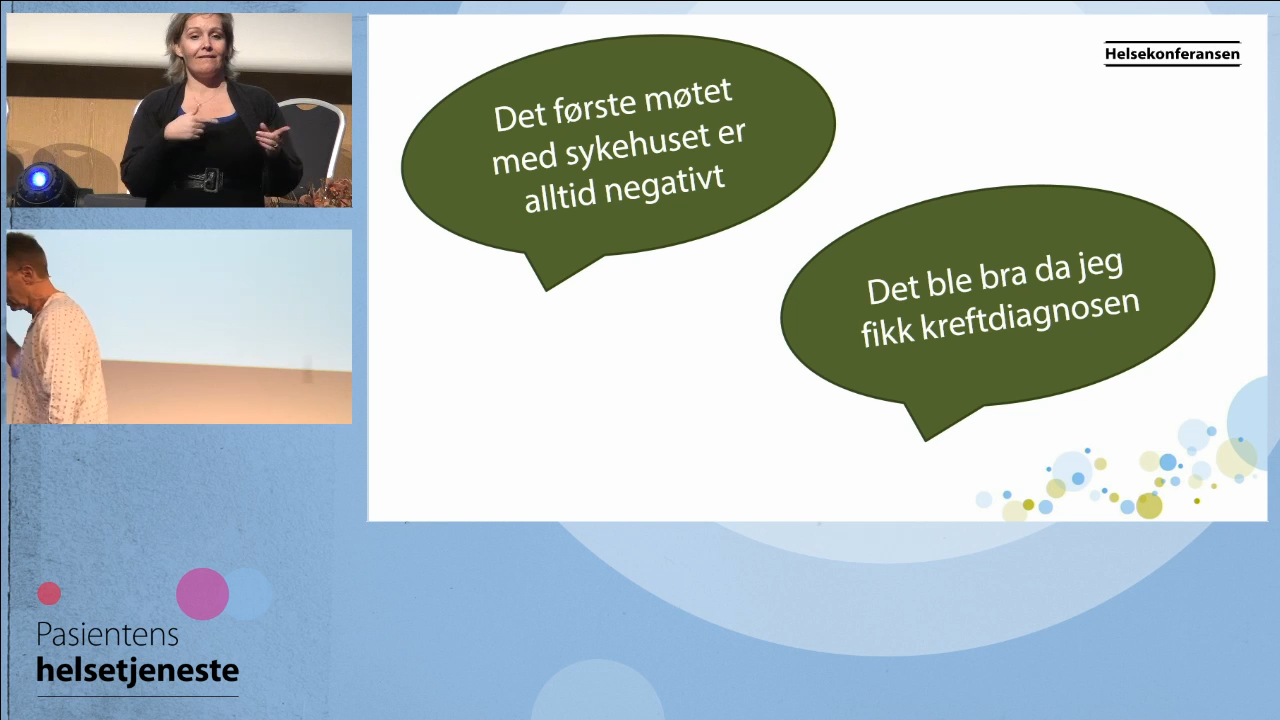 Helsekonferansen
Det første møtet
med sykehuset er
alltid negativt
Det ble bra da jeg
fikk kreftdiagnosen
Pasientens
helsetjeneste